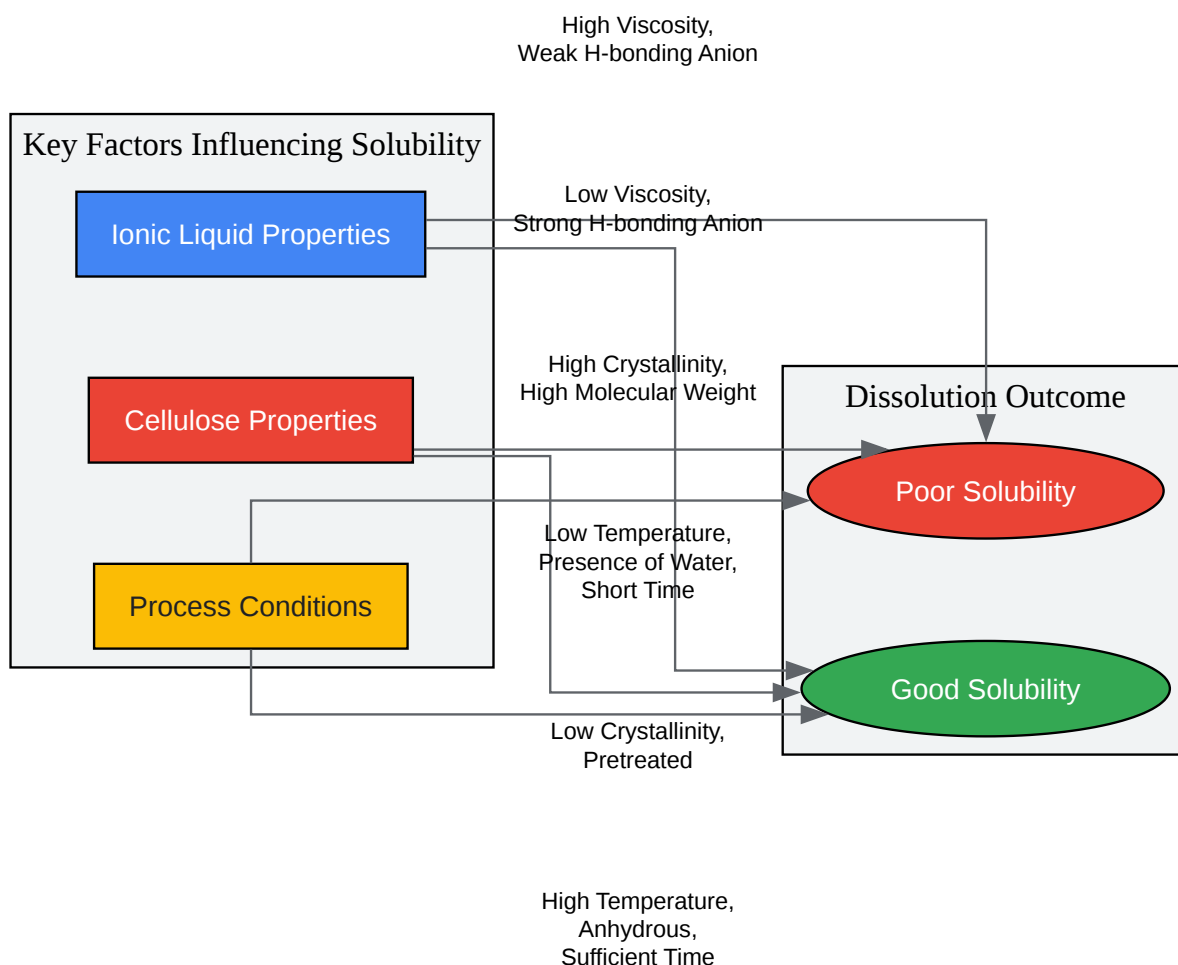 High Viscosity,
Weak H-bonding Anion
Key Factors Influencing Solubility
Ionic Liquid Properties
Low Viscosity,
Strong H-bonding Anion
Cellulose Properties
High Crystallinity,
High Molecular Weight
Dissolution Outcome
Poor Solubility
Process Conditions
Low Temperature,
Presence of Water,
Short Time
Good Solubility
Low Crystallinity,
Pretreated
High Temperature,
Anhydrous,
Sufficient Time